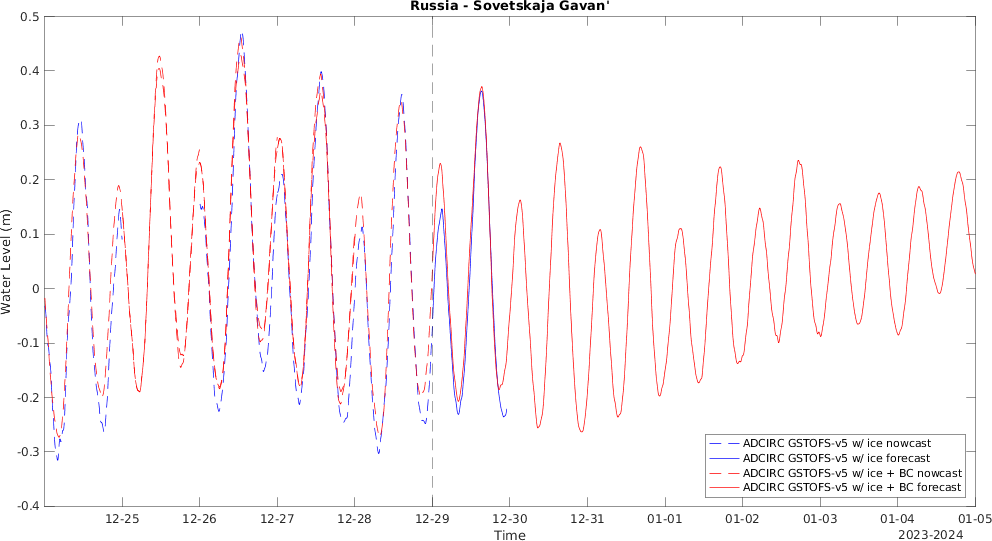 Russia - Sovetskaja Gavan'
0.5
0.4
0.3
0.2
0.1
0
-0.1
-0.2
-0.3
-0.4
Water Level (m)
ADCIRC GSTOFS-v5 w/ ice nowcast
ADCIRC GSTOFS-v5 w/ ice forecast
ADCIRC GSTOFS-v5 w/ ice + BC nowcast
ADCIRC GSTOFS-v5 w/ ice + BC forecast
12-25 12-26 12-27 12-28 12-29 12-30 12-31 01-01 01-02 01-03 01-04 01-05
Time
2023-2024